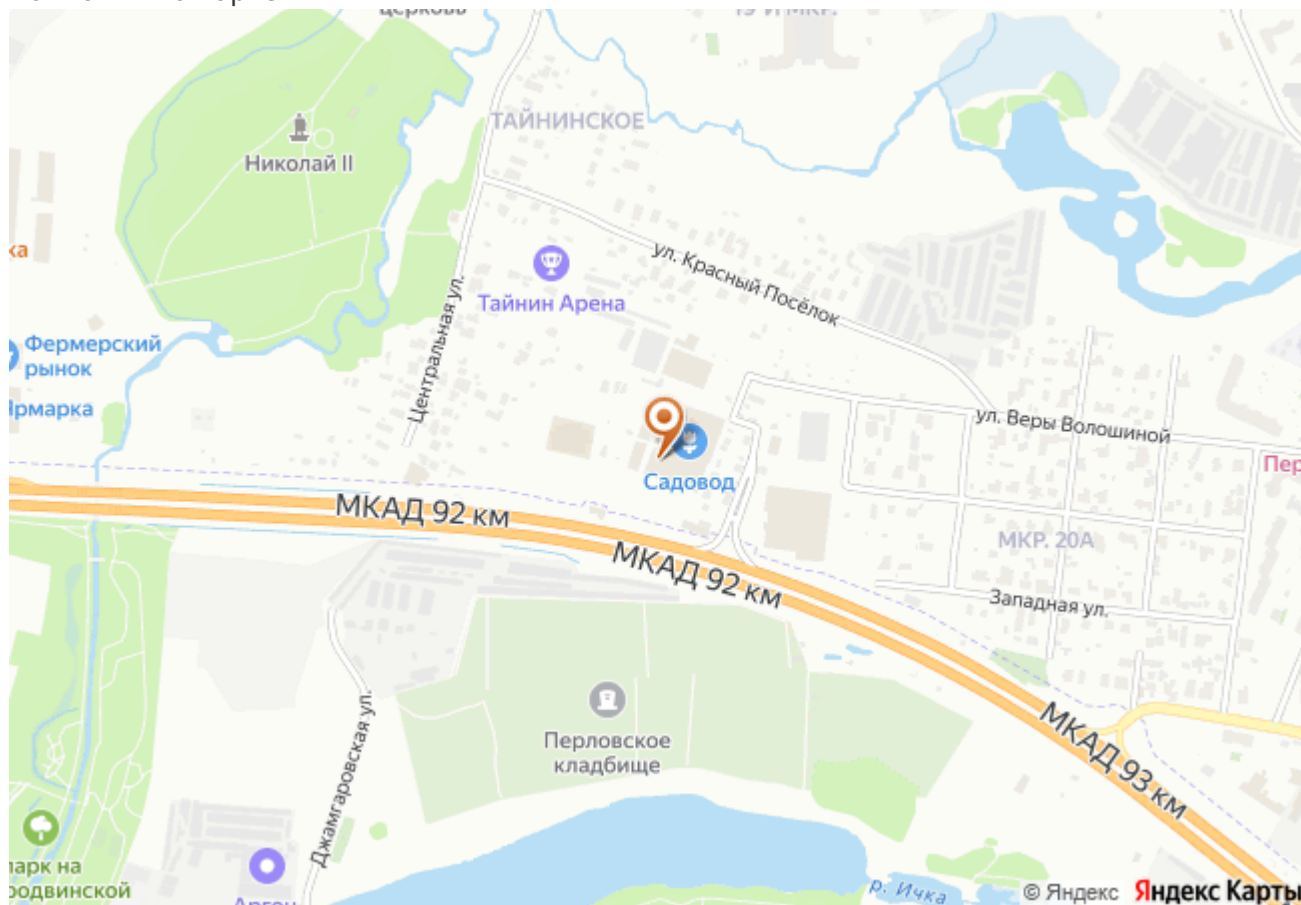 ТАЙНИНСКОЕ
Николай II
ул. Красный Посёлок
Тайнин Арена
Центральная ул.
Фермерский
рынок
ул. Веры Волошиной
Садовод
МКАД 92 км
МКАД 92 км
МКР. 20А
Западная ул.
Джамгаровская ул.
Перловское
кладбище
МКАД 93 км
р. Ичка
© Яндекс Яндекс Карты